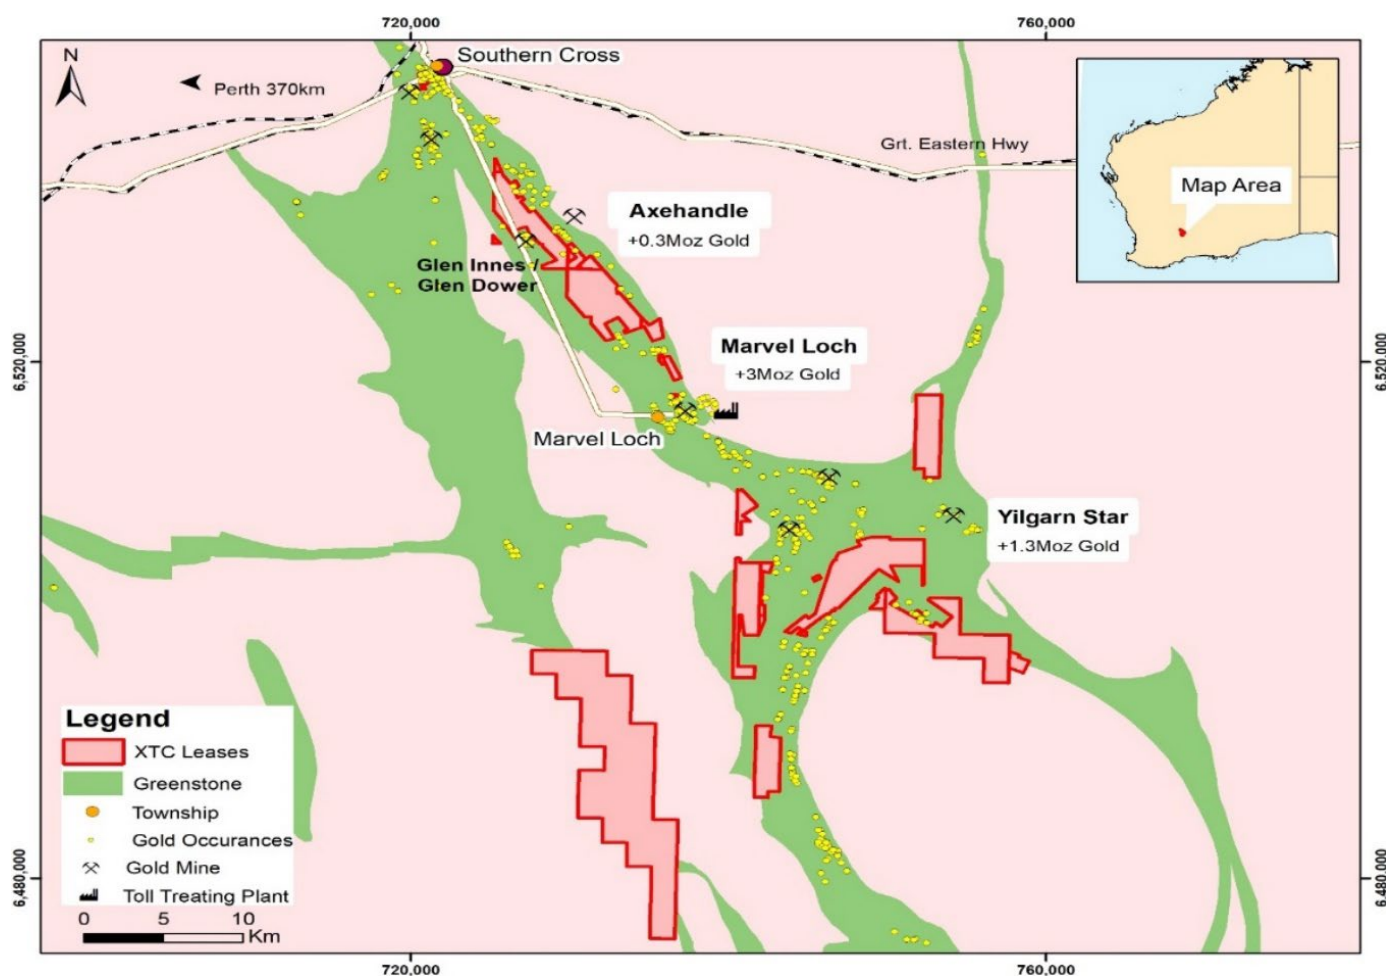 720,000
760,000
N
Southern Cross
Perth 370km
Grt. Eastern Hwy
Map Area
Axehandle
+0.3Moz Gold
Glen Innes /
Glen Dower
6,520,000
6,520,000
Marvel Loch
+3Moz Gold
Marvel Loch
Yilgarn Star
+1.3Moz Gold
Legend
XTC Leases
Greenstone
Township
Gold Occurances
Gold Mine
Toll Treating Plant
0 5 10
Km
6,480,000
6,480,000
720,000
760,000